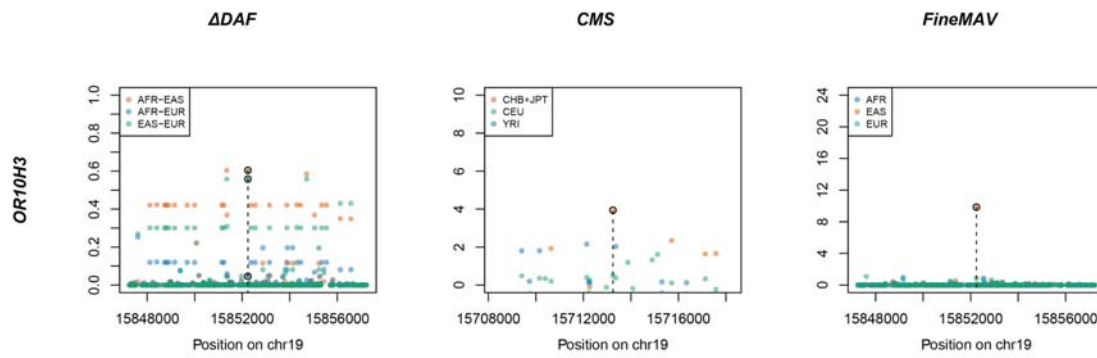 ΔDAF
CMS
FineMAV
OR10H3
1.0
0.8
0.6
0.4
0.2
0.0
AFR−EAS
AFR−EUR
EAS−EUR
15848000 15852000 15856000
Position on chr19
10
8
6
4
2
0
CHB+JPT
CEU
YRI
15708000 15712000 15716000
Position on chr19
24
20
16
12
8
4
0
AFR
EAS
EUR
15848000 15852000 15856000
Position on chr19